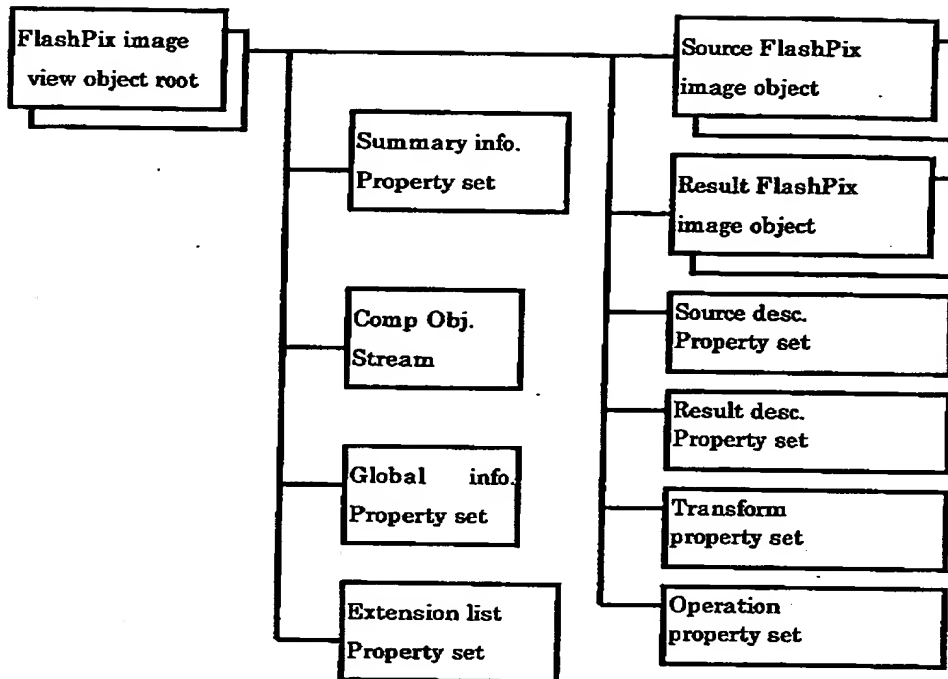 FlashPix image
view object root
Summary info.
Property set
Comp Obj.
Stream
Global info.
Property set
Extension list
Property set
Source FlashPix
image object
Result FlashPix
image object
Source desc.
Property set
Result desc.
Property set
Transform
property set
Operation
property set